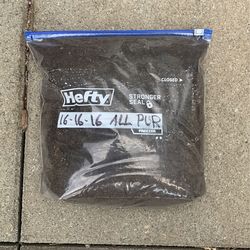 CLOSED
Hefty
STRONGER
SEAL
16-16-16 ALL PUR
FREEZER